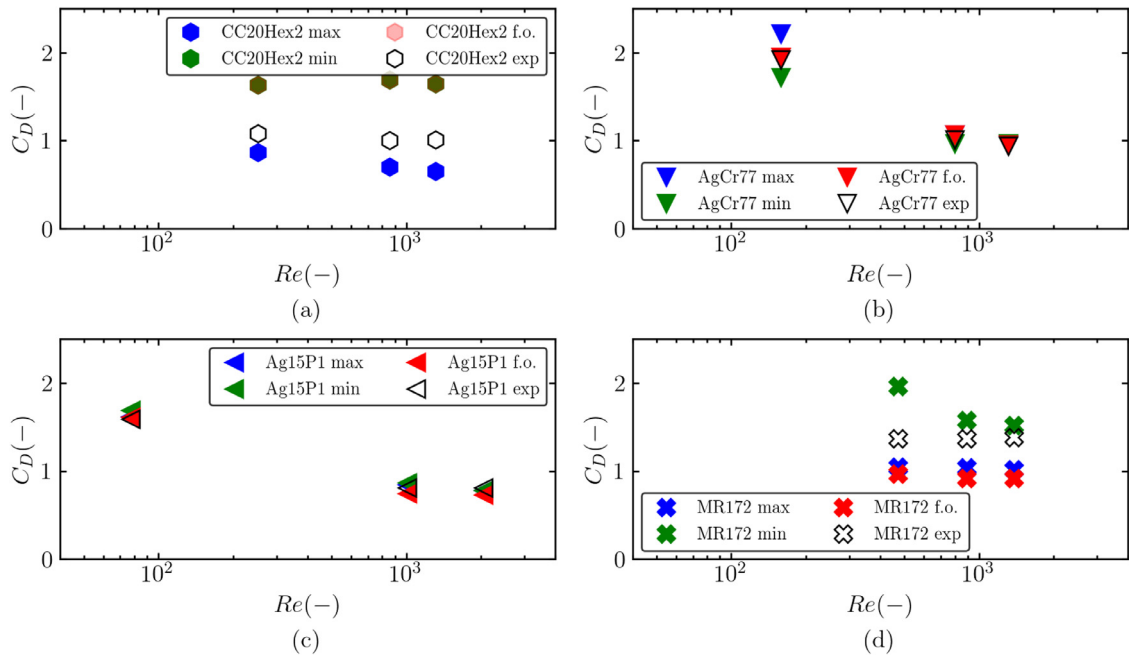 CC20Hex2 max CC20Hex2 f.o.
CC20Hex2 min CC20Hex2 exp
2
1
0
C_D(−)
10^2 10^3
Re(−)
(a)
2
1
0
C_D(−)
AgCr77 max AgCr77 f.o.
AgCr77 min AgCr77 exp
10^2 10^3
Re(−)
(b)
Ag15P1 max Ag15P1 f.o.
Ag15P1 min Ag15P1 exp
2
1
0
C_D(−)
10^2 10^3
Re(−)
(c)
2
1
0
C_D(−)
MR172 max MR172 f.o.
MR172 min MR172 exp
10^2 10^3
Re(−)
(d)